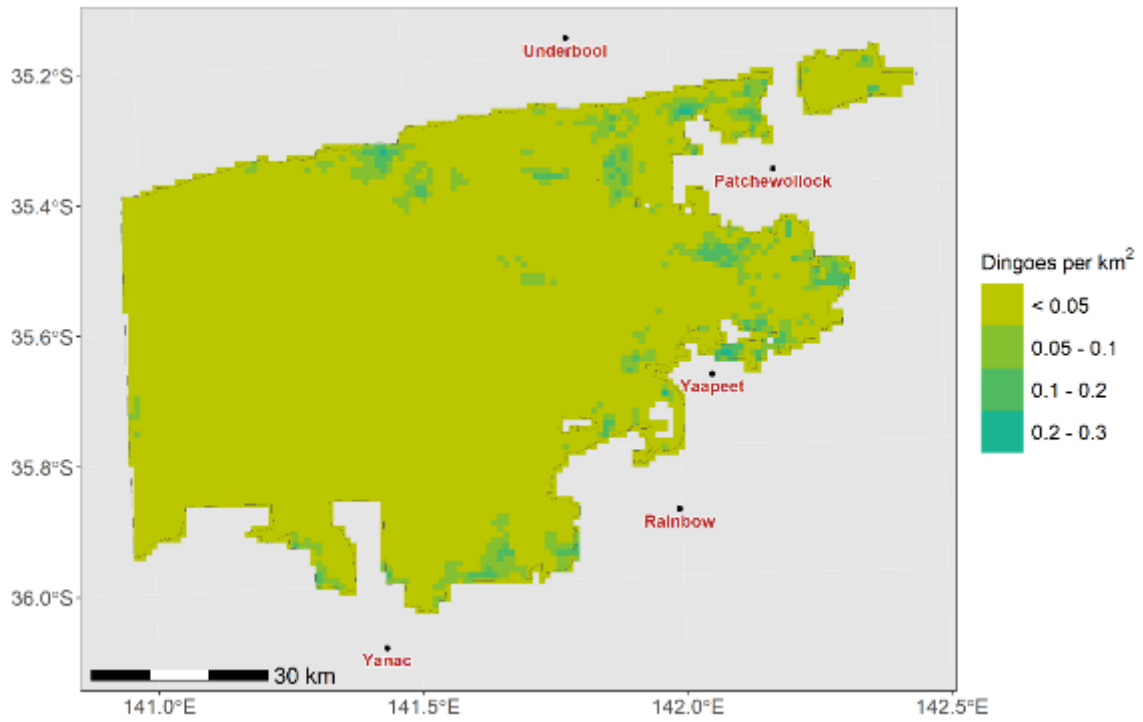 Underbool
35.2°S
Patchewollock
35.4°S
Dingoes per km²
< 0.05
0.05 - 0.1
0.1 - 0.2
0.2 - 0.3
35.6°S
Yaapeet
35.8°S
Rainbow
36.0°S
Yanac
30 km
141.0°E 141.5°E 142.0°E 142.5°E